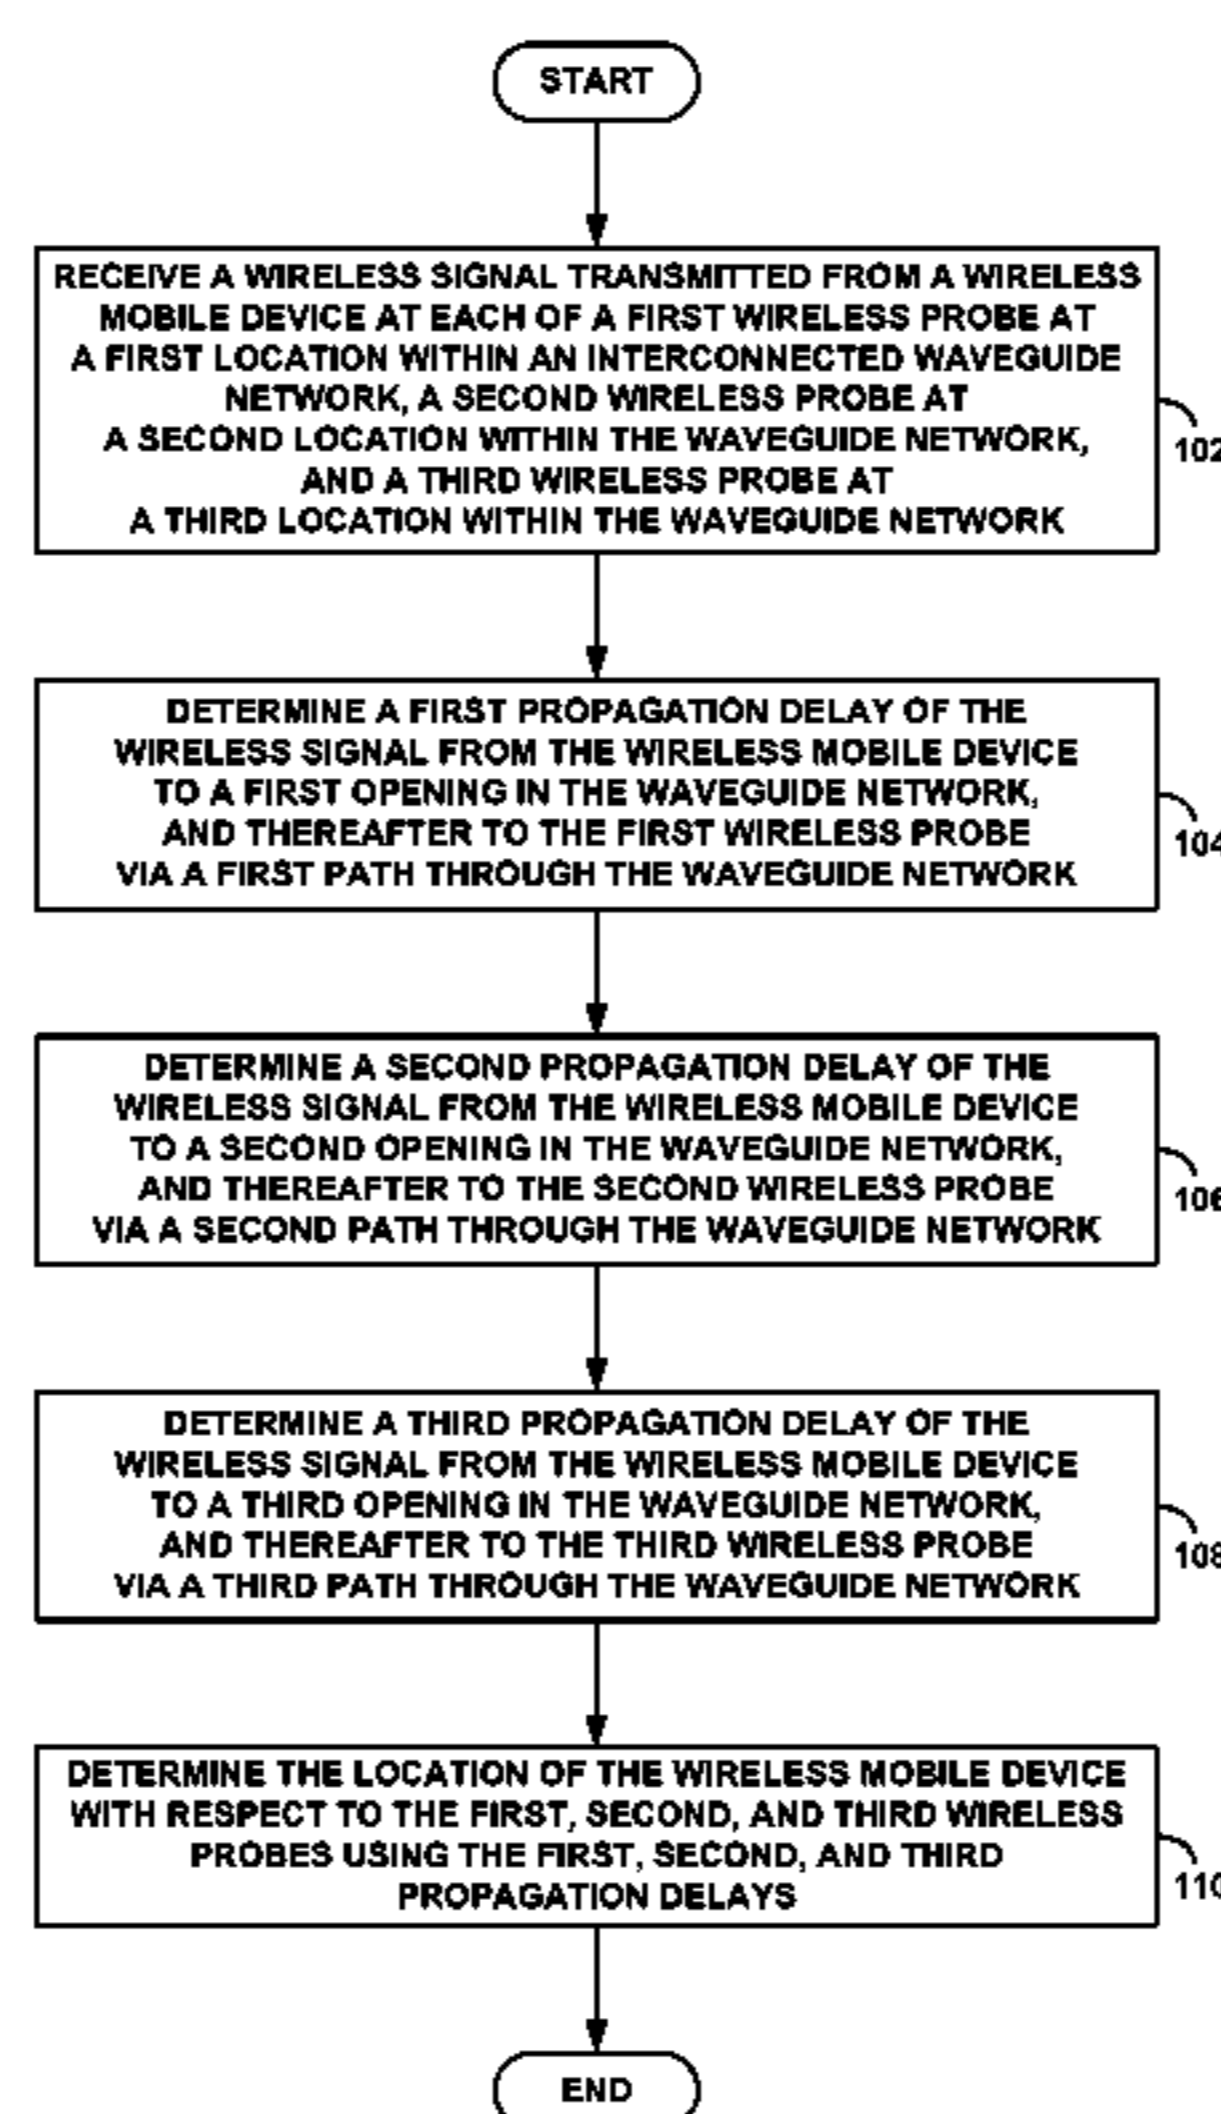 START
RECEIVE A WIRELESS SIGNAL TRANSMITTED FROM A WIRELESS
MOBILE DEVICE AT EACH OF A FIRST WIRELESS PROBE AT
A FIRST LOCATION WITHIN AN INTERCONNECTED WAVEGUIDE
NETWORK, A SECOND WIRELESS PROBE AT
A SECOND LOCATION WITHIN THE WAVEGUIDE NETWORK,
AND A THIRD WIRELESS PROBE AT
A THIRD LOCATION WITHIN THE WAVEGUIDE NETWORK
102
DETERMINE A FIRST PROPAGATION DELAY OF THE
WIRELESS SIGNAL FROM THE WIRELESS MOBILE DEVICE
TO A FIRST OPENING IN THE WAVEGUIDE NETWORK,
AND THEREAFTER TO THE FIRST WIRELESS PROBE
VIA A FIRST PATH THROUGH THE WAVEGUIDE NETWORK
104
DETERMINE A SECOND PROPAGATION DELAY OF THE
WIRELESS SIGNAL FROM THE WIRELESS MOBILE DEVICE
TO A SECOND OPENING IN THE WAVEGUIDE NETWORK,
AND THEREAFTER TO THE SECOND WIRELESS PROBE
VIA A SECOND PATH THROUGH THE WAVEGUIDE NETWORK
106
DETERMINE A THIRD PROPAGATION DELAY OF THE
WIRELESS SIGNAL FROM THE WIRELESS MOBILE DEVICE
TO A THIRD OPENING IN THE WAVEGUIDE NETWORK,
AND THEREAFTER TO THE THIRD WIRELESS PROBE
VIA A THIRD PATH THROUGH THE WAVEGUIDE NETWORK
108
DETERMINE THE LOCATION OF THE WIRELESS MOBILE DEVICE
WITH RESPECT TO THE FIRST, SECOND, AND THIRD WIRELESS
PROBES USING THE FIRST, SECOND, AND THIRD
PROPAGATION DELAYS
110
END